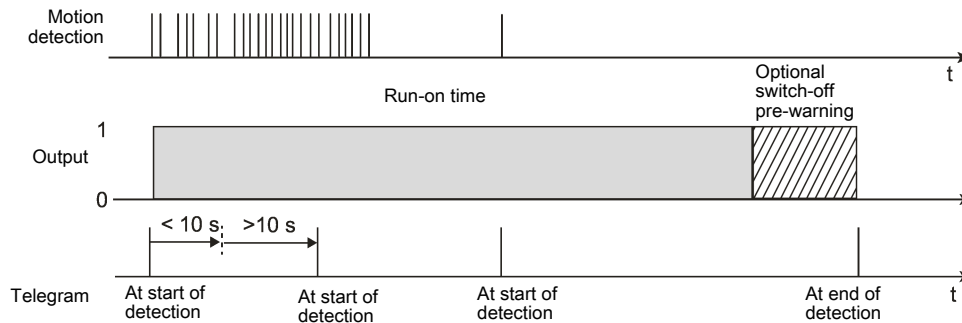 Motion
detection
t
Run-on time
Optional
switch-off
pre-warning
1
Output
0
< 10 s
>10 s
Telegram
At start of
detection
At start of
detection
At start of
detection
At end of
detection
t